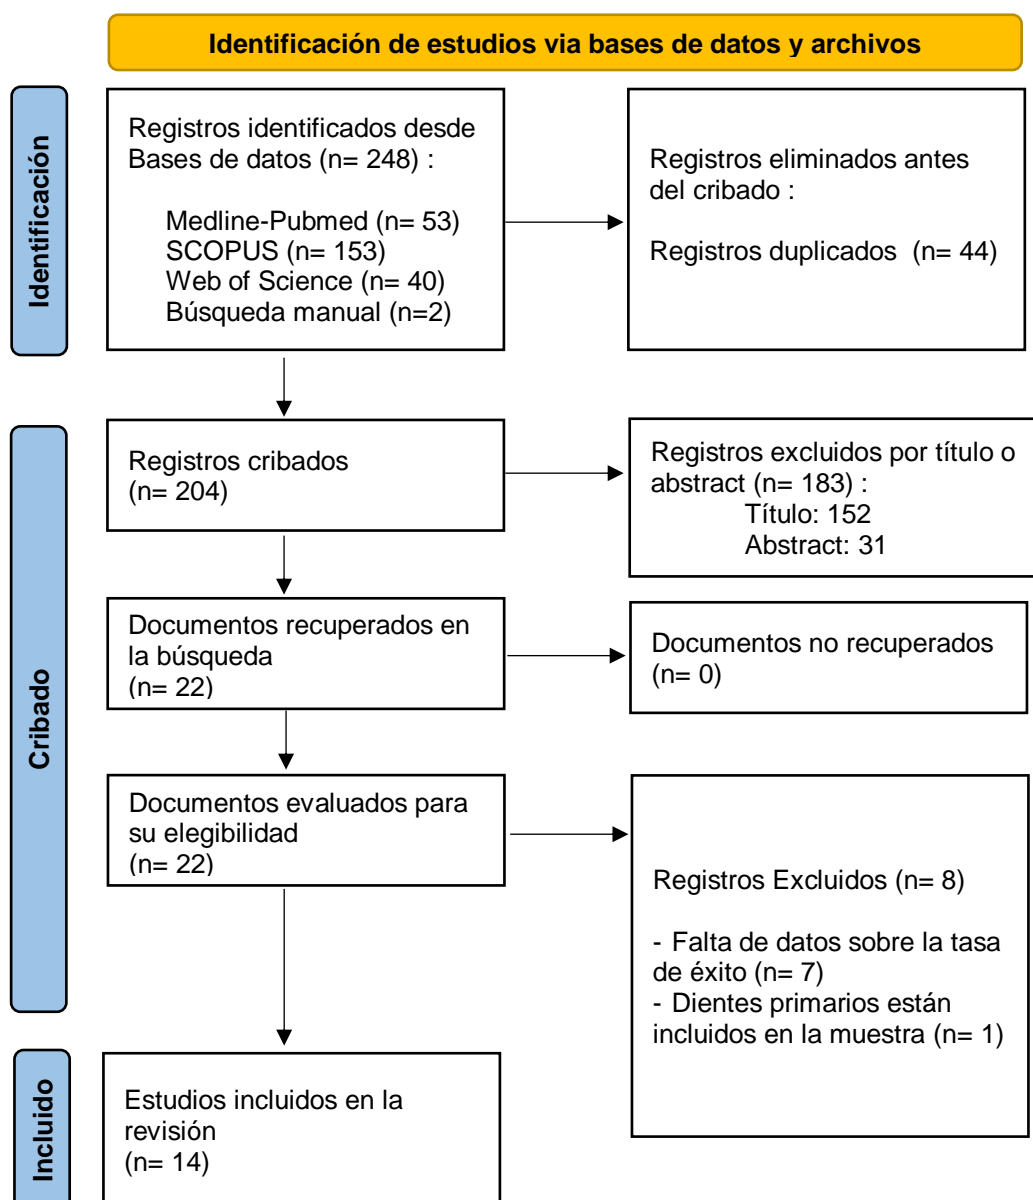 Identificación de estudios via bases de datos y archivos
Identificación
Registros identificados desde
Bases de datos (n= 248) :
Medline-Pubmed (n= 53)
SCOPUS (n= 153)
Web of Science (n= 40)
Búsqueda manual (n=2)
Registros eliminados antes
del cribado :
Registros duplicados (n= 44)
Cribado
Registros cribados
(n= 204)
Registros excluidos por título o
abstract (n= 183) :
Título: 152
Abstract: 31
Documentos recuperados en
la búsqueda
(n= 22)
Documentos no recuperados
(n= 0)
Documentos evaluados para
su elegibilidad
(n= 22)
Registros Excluidos (n= 8)
- Falta de datos sobre la tasa
de éxito (n= 7)
- Dientes primarios están
incluidos en la muestra (n= 1)
Incluido
Estudios incluidos en la
revisión
(n= 14)